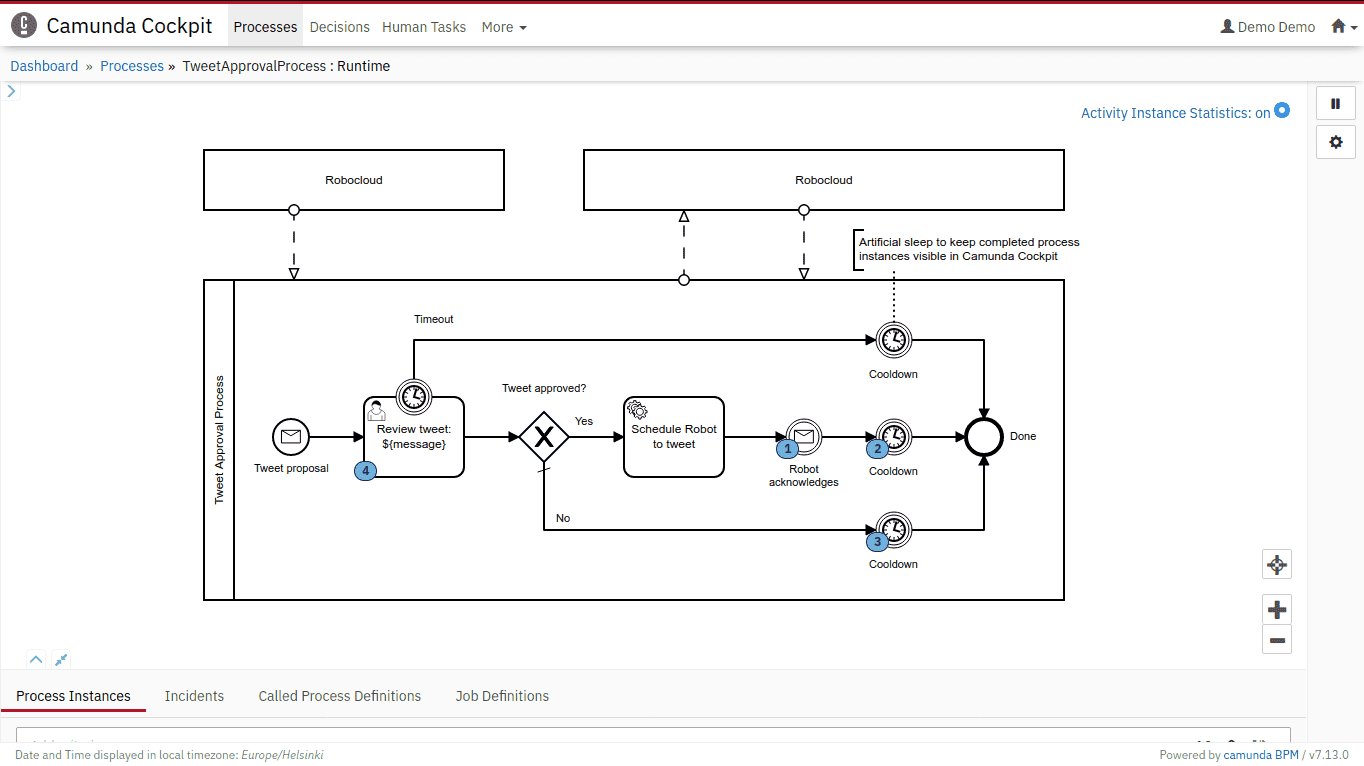 Camunda Cockpit
Processes
Decisions
Human Tasks
More
Demo Demo
Dashboard » Processes » TweetApprovalProcess : Runtime
Activity Instance Statistics: on
Robocloud
Robocloud
Artificial sleep to keep completed process
instances visible in Camunda Cockpit
Tweet Approval Process
Timeout
Cooldown
Tweet approved?
Yes
Tweet proposal
Review tweet:
${message}
4
Schedule Robot
to tweet
1
Robot
acknowledges
2
Cooldown
Done
No
3
Cooldown
Process Instances
Incidents
Called Process Definitions
Job Definitions
Date and Time displayed in local timezone: Europe/Helsinki
Powered by camunda BPM / v7.13.0